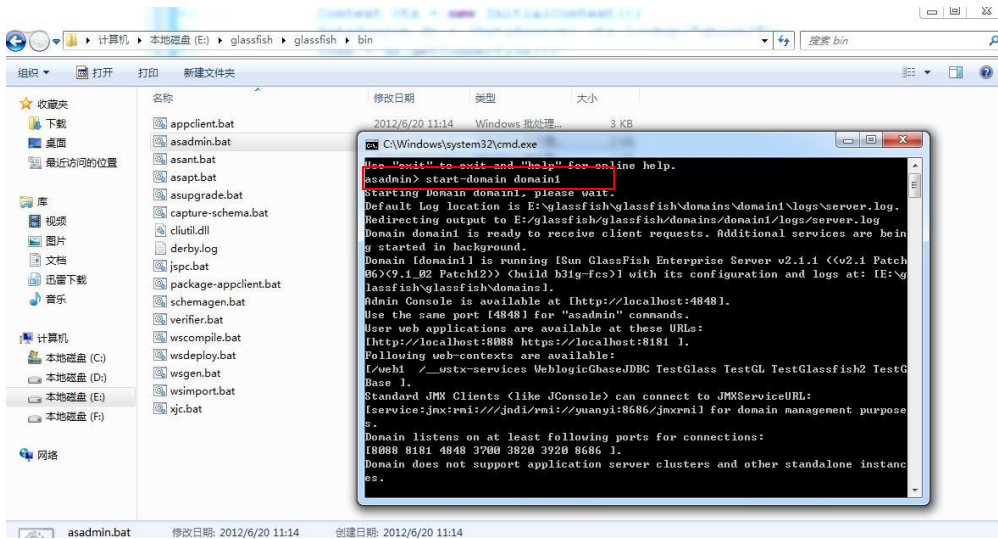 Context ctx = new InitialContext();
计算机 本地磁盘 (E:) glassfish glassfish bin
搜索 bin
组织 打开 打印 新建文件夹
名称 修改日期 类型 大小
收藏夹
下载
桌面
最近访问的位置
库
视频
图片
文档
迅雷下载
音乐
计算机
本地磁盘 (C:)
本地磁盘 (D:)
本地磁盘 (E:)
本地磁盘 (F:)
网络
appclient.bat 2012/6/20 11:14 Windows 批处理... 3 KB
asadmin.bat
asant.bat
asapt.bat
asupgrade.bat
capture-schema.bat
cliutil.dll
derby.log
jspc.bat
package-appclient.bat
schemagen.bat
verifier.bat
wscompile.bat
wsdeploy.bat
wsgen.bat
wsimport.bat
xjc.bat
C:\Windows\system32\cmd.exe
Use "exit" to exit and "help" for online help.
asadmin> start-domain domain1
Starting Domain domain1, please wait.
Default Log location is E:\glassfish\glassfish\domains\domain1\logs\server.log.
Redirecting output to E:/glassfish/glassfish/domains/domain1/logs/server.log
Domain domain1 is ready to receive client requests. Additional services are bein
g started in background.
Domain [domain1] is running [Sun GlassFish Enterprise Server v2.1.1 ((v2.1 Patch
06)(9.1_02 Patch12)) (build b31g-fcs)] with its configuration and logs at: [E:\g
lassfish\glassfish\domains].
Admin Console is available at [http://localhost:4848].
Use the same port [4848] for "asadmin" commands.
User web applications are available at these URLs:
[http://localhost:8088 https://localhost:8181 ].
Following web-contexts are available:
[/web1 /__wstx-services WeblogicGbaseJDBC TestGlass TestGL TestGlassfish2 TestG
Base ].
Standard JMX Clients (like JConsole) can connect to JMXServiceURL:
[service:jmx:rmi:///jndi/rmi://yuanyi:8686/jmxrmi] for domain management purpose
s.
Domain listens on at least following ports for connections:
[8088 8181 4848 3700 3820 3920 8686 ].
Domain does not support application server clusters and other standalone instanc
es.
asadmin.bat 修改日期: 2012/6/20 11:14 创建日期: 2012/6/20 11:14